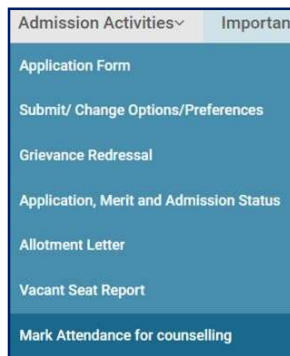 Admission Activities Importan
Application Form
Submit/ Change Options/Preferences
Grievance Redressal
Application, Merit and Admission Status
Allotment Letter
Vacant Seat Report
Mark Attendance for counselling